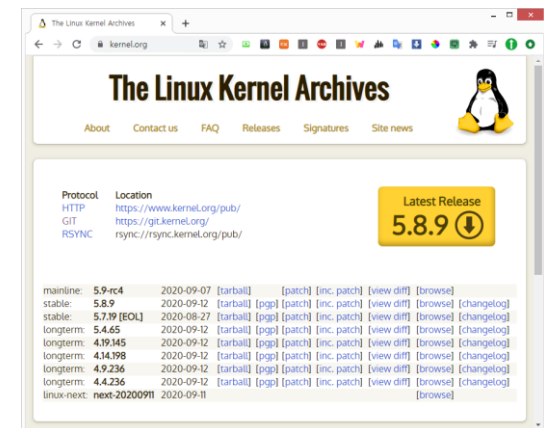 The Linux Kernel Archives
kernel.org
The Linux Kernel Archives
About Contact us FAQ Releases Signatures Site news
Protocol Location
HTTP https://www.kernel.org/pub/
GIT https://git.kernel.org/
RSYNC rsync://rsync.kernel.org/pub/
Latest Release
5.8.9
mainline: 5.9-rc4 2020-09-07 [tarball] [patch] [inc. patch] [view diff] [browse]
stable: 5.8.9 2020-09-12 [tarball] [pgp] [patch] [inc. patch] [view diff] [browse] [changelog]
stable: 5.7.19 [EOL] 2020-08-27 [tarball] [pgp] [patch] [inc. patch] [view diff] [browse] [changelog]
longterm: 5.4.65 2020-09-12 [tarball] [pgp] [patch] [inc. patch] [view diff] [browse] [changelog]
longterm: 4.19.145 2020-09-12 [tarball] [pgp] [patch] [inc. patch] [view diff] [browse] [changelog]
longterm: 4.14.198 2020-09-12 [tarball] [pgp] [patch] [inc. patch] [view diff] [browse] [changelog]
longterm: 4.9.236 2020-09-12 [tarball] [pgp] [patch] [inc. patch] [view diff] [browse] [changelog]
longterm: 4.4.236 2020-09-12 [tarball] [pgp] [patch] [inc. patch] [view diff] [browse] [changelog]
linux-next: next-20200911 2020-09-11 [browse]